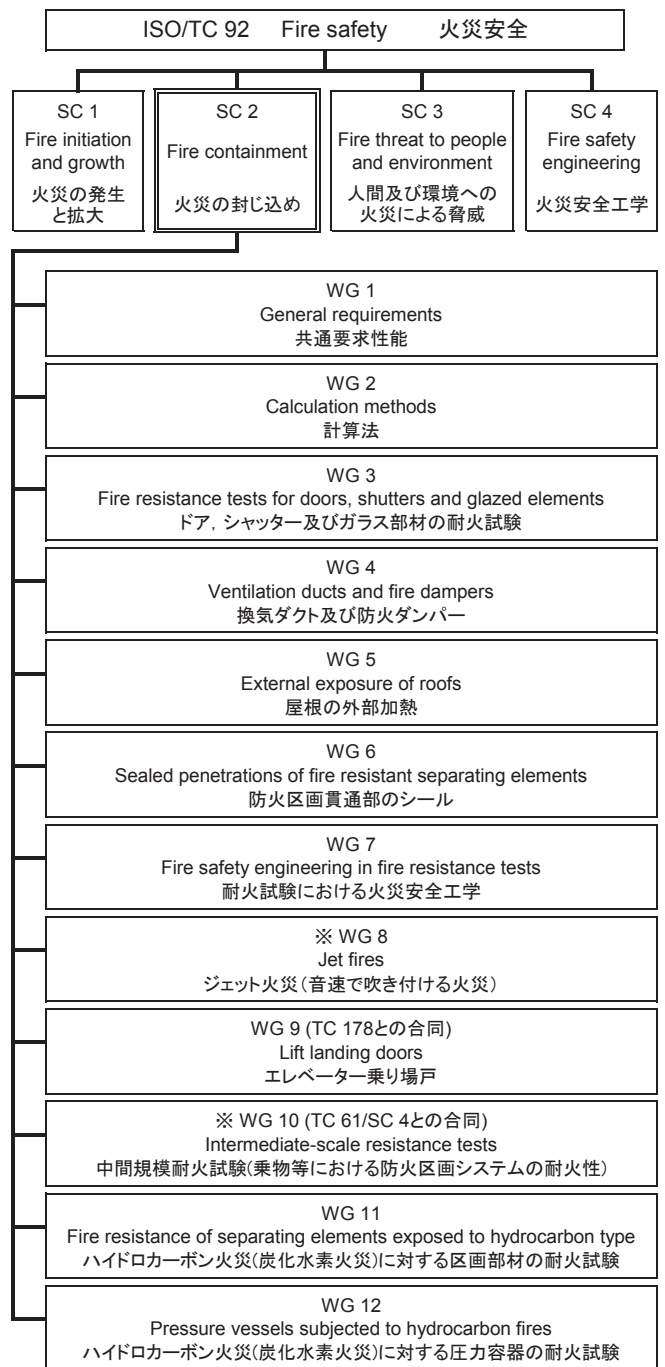 ISO/TC 92 Fire safety 火災安全
SC 1
Fire initiation
and growth
火災の発生
と拡大
SC 2
Fire containment
火災の封じ込め
SC 3
Fire threat to people
and environment
人間及び環境への
火災による脅威
SC 4
Fire safety
engineering
火災安全工学
WG 1
General requirements
共通要求性能
WG 2
Calculation methods
計算法
WG 3
Fire resistance tests for doors, shutters and glazed elements
ドア，シャッター及びガラス部材の耐火試験
WG 4
Ventilation ducts and fire dampers
換気ダクト及び防火ダンパー
WG 5
External exposure of roofs
屋根の外部加熱
WG 6
Sealed penetrations of fire resistant separating elements
防火区画貫通部のシール
WG 7
Fire safety engineering in fire resistance tests
耐火試験における火災安全工学
※ WG 8
Jet fires
ジェット火災（音速で吹き付ける火災）
WG 9 (TC 178との合同)
Lift landing doors
エレベーター乗り場戸
※ WG 10 (TC 61/SC 4との合同)
Intermediate-scale resistance tests
中間規模耐火試験(乗物等における防火区画システムの耐火性)
WG 11
Fire resistance of separating elements exposed to hydrocarbon type
ハイドロカーボン火災(炭化水素火災)に対する区画部材の耐火試験
WG 12
Pressure vessels subjected to hydrocarbon fires
ハイドロカーボン火災(炭化水素火災)に対する圧力容器の耐火試験